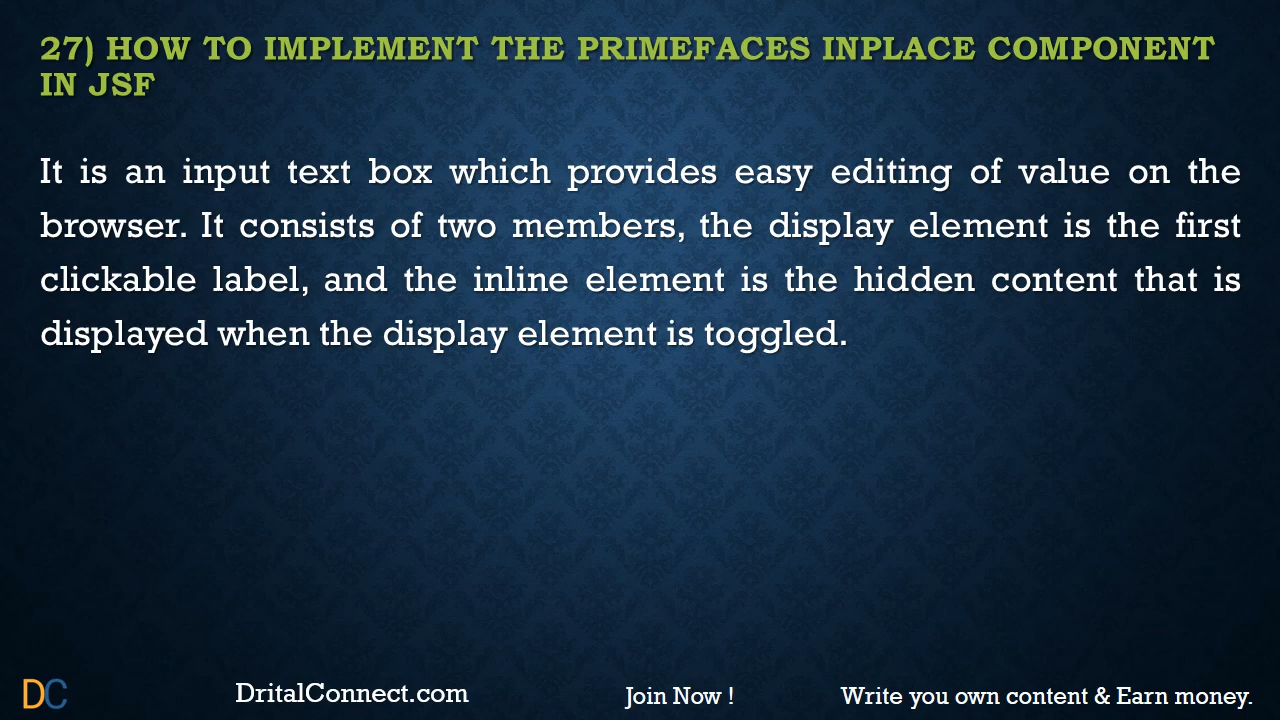 27) HOW TO IMPLEMENT THE PRIMEFACES INPLACE COMPONENT
IN JSF
It is an input text box which provides easy editing of value on the
browser. It consists of two members, the display element is the first
clickable label, and the inline element is the hidden content that is
displayed when the display element is toggled.
DC
DritalConnect.com
Join Now !
Write you own content & Earn money.